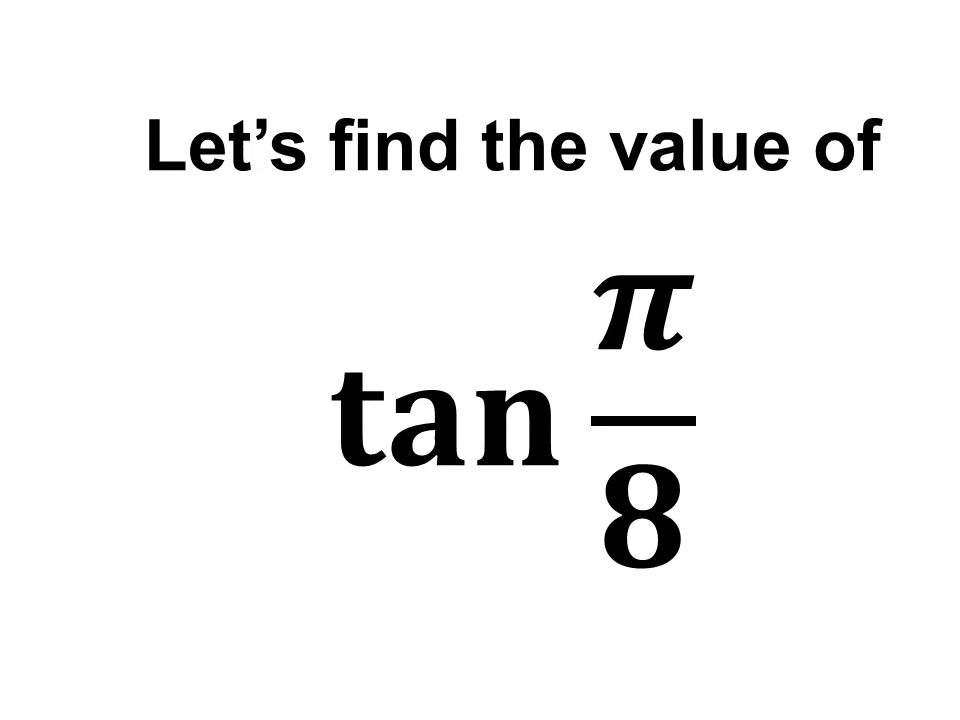 Let’s find the value of
tan π/8